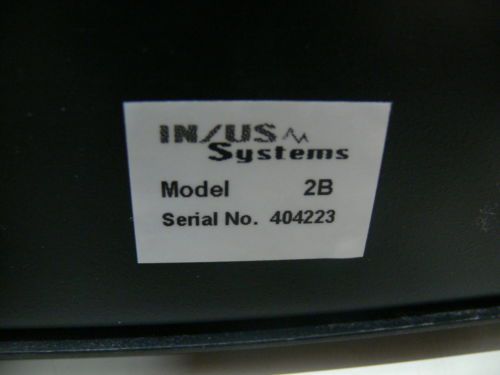 IN/US
Systems
Model 2B
Serial No. 404223